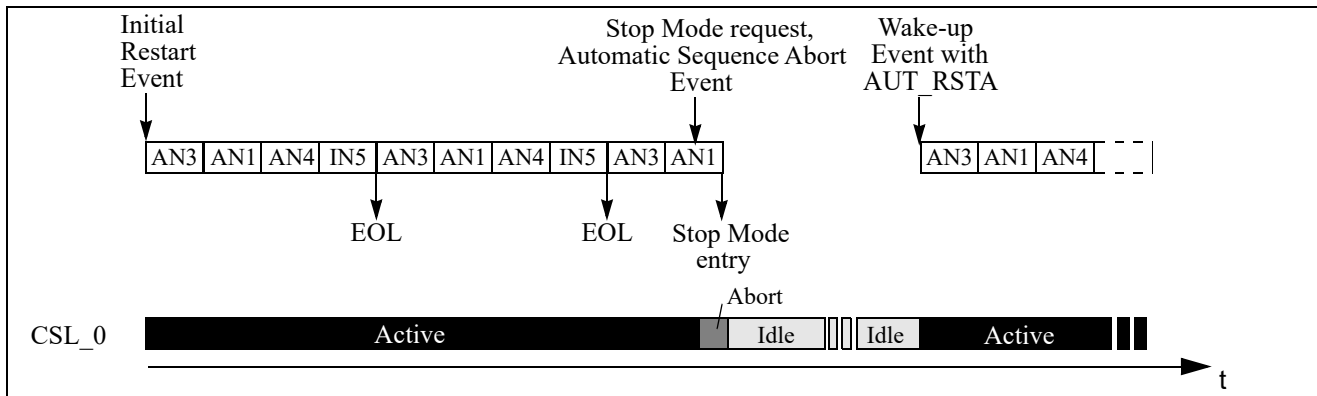 Initial
Restart
Event
Stop Mode request,
Automatic Sequence Abort
Event
Wake-up
Event with
AUT_RSTA
AN3 AN1 AN4 IN5 AN3 AN1 AN4 IN5 AN3 AN1
AN3 AN1 AN4
EOL
EOL
Stop Mode
entry
Abort
CSL_0
Active
Idle
Idle
Active
t